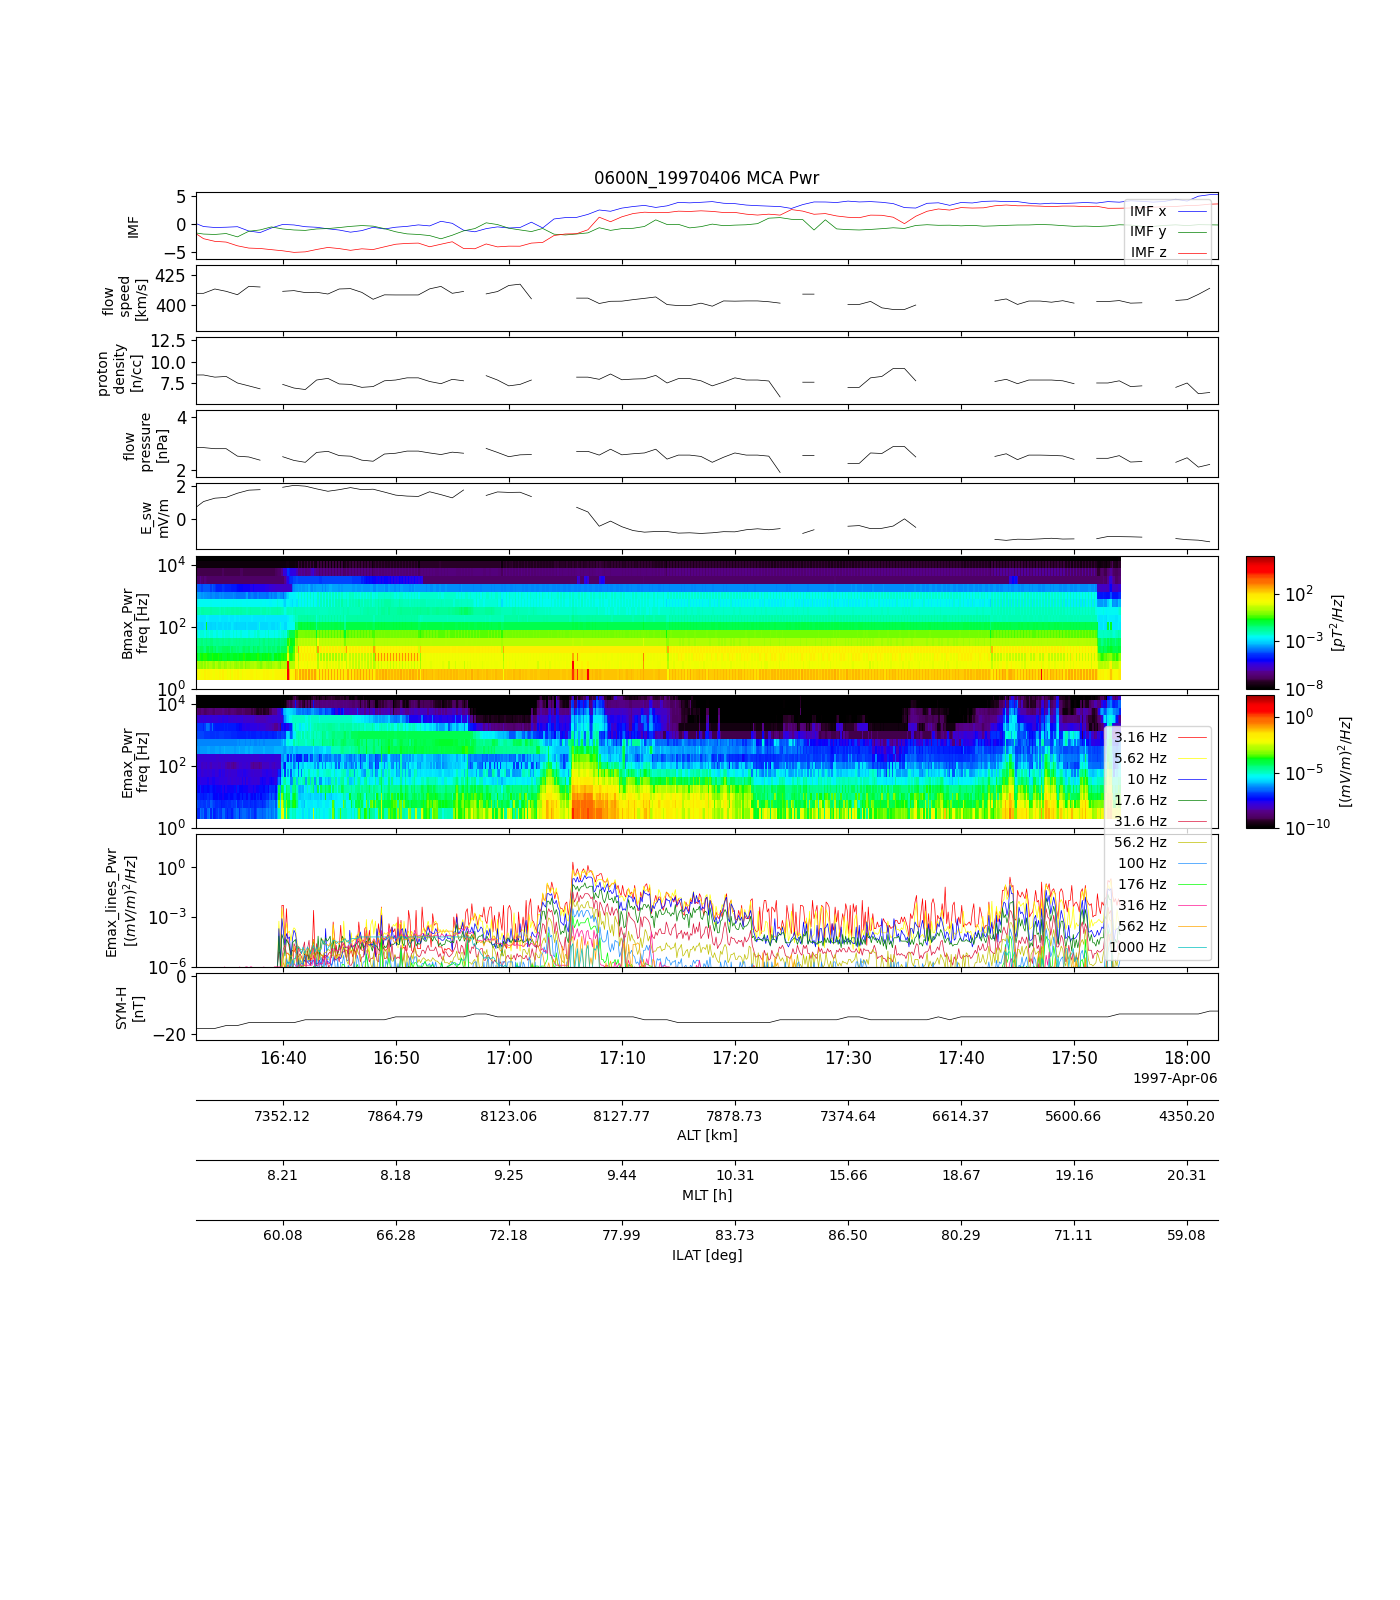 0600N_19970406 MCA Pwr
5
0
−5
IMF
IMF x
IMF y
IMF z
425
400
flow
speed
[km/s]
12.5
10.0
7.5
proton
density
[n/cc]
4
2
flow
pressure
[nPa]
2
0
E_sw
mV/m
10^4
10^2
10^0
Bmax_Pwr
freq [Hz]
10^2
10^−3
10^−8
[pT^2/Hz]
10^4
10^2
10^0
Emax_Pwr
freq [Hz]
10^0
10^−5
10^−10
[(mV/m)^2/Hz]
3.16 Hz
5.62 Hz
10 Hz
17.6 Hz
31.6 Hz
56.2 Hz
100 Hz
176 Hz
316 Hz
562 Hz
1000 Hz
10^0
10^−3
10^−6
Emax_lines_Pwr
[(mV/m)^2/Hz]
0
−20
SYM-H
[nT]
16:40 16:50 17:00 17:10 17:20 17:30 17:40 17:50 18:00
1997-Apr-06
7352.12 7864.79 8123.06 8127.77 7878.73 7374.64 6614.37 5600.66 4350.20
ALT [km]
8.21 8.18 9.25 9.44 10.31 15.66 18.67 19.16 20.31
MLT [h]
60.08 66.28 72.18 77.99 83.73 86.50 80.29 71.11 59.08
ILAT [deg]